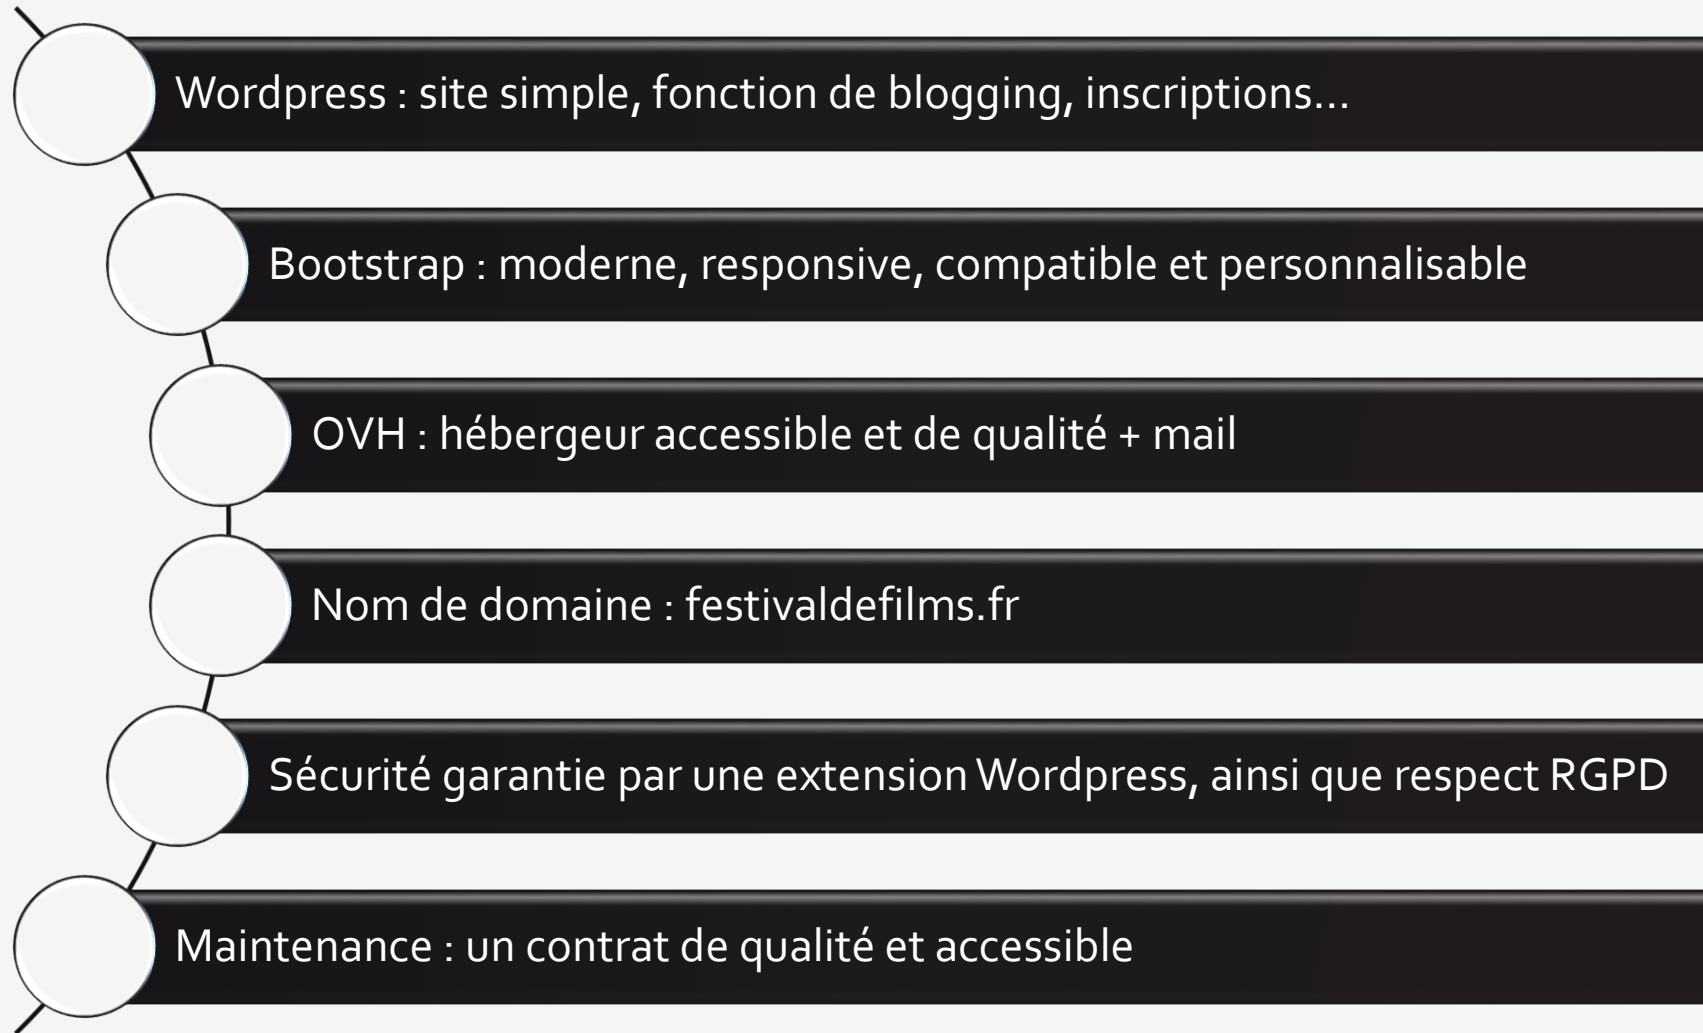 Wordpress : site simple, fonction de blogging, inscriptions...
Bootstrap : moderne, responsive, compatible et personnalisable
OVH : hébergeur accessible et de qualité + mail
Nom de domaine : festivaldefilms.fr
Sécurité garantie par une extension Wordpress, ainsi que respect RGPD
Maintenance : un contrat de qualité et accessible